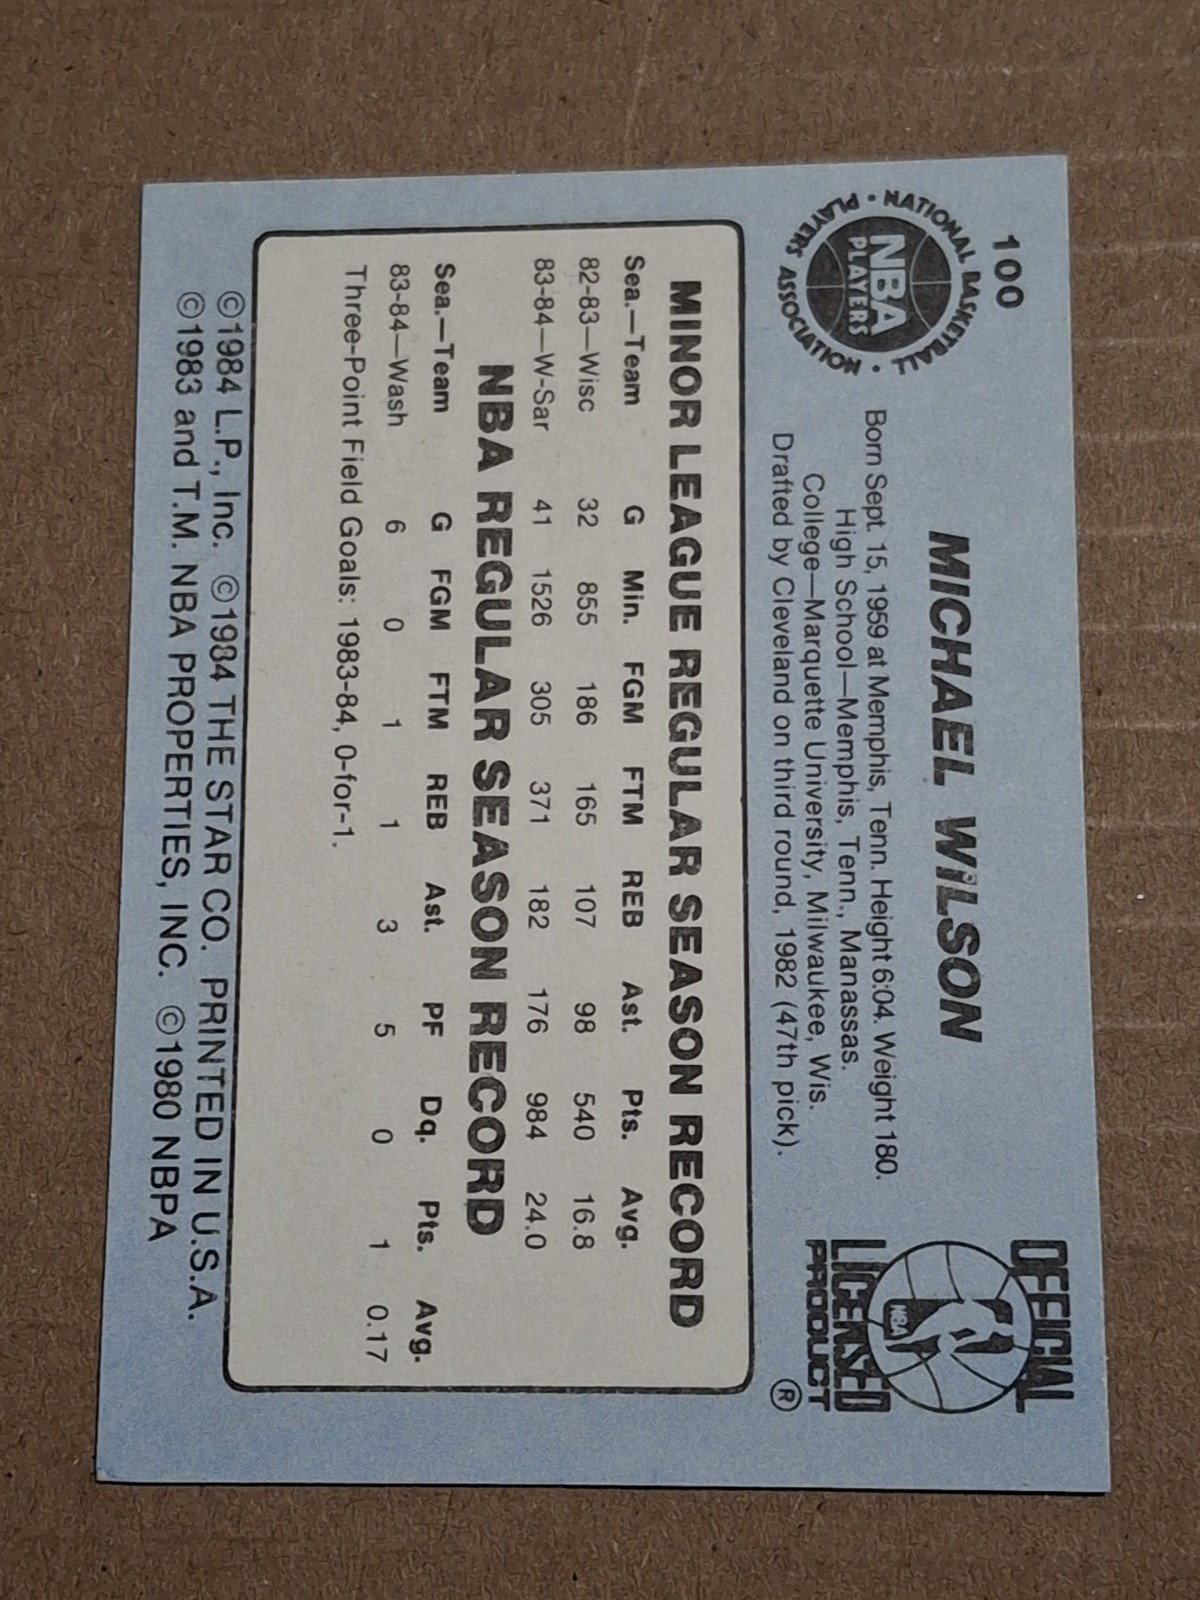 100
NATIONAL BASKETBALL
PLAYERS ASSOCIATION
NBA
PLAYERS
MICHAEL WILSON
Born Sept. 15, 1959 at Memphis, Tenn. Height 6:04. Weight 180.
High School—Memphis, Tenn., Manassas.
College—Marquette University, Milwaukee, Wis.
Drafted by Cleveland on third round, 1982 (47th pick).
OFFICIAL
NBA
LICENSED
PRODUCT
®
MINOR LEAGUE REGULAR SEASON RECORD
Sea.—Team G Min. FGM FTM REB Ast. Pts. Avg.
82-83—Wisc 32 855 186 165 107 98 540 16.8
83-84—W-Sar 41 1526 305 371 182 176 984 24.0
NBA REGULAR SEASON RECORD
Sea.—Team G FGM FTM REB Ast. PF Dq. Pts. Avg.
83-84—Wash 6 0 1 1 3 5 0 1 0.17
Three-Point Field Goals: 1983-84, 0-for-1.
©1984 L.P., Inc. ©1984 THE STAR CO. PRINTED IN U.S.A.
©1983 and T.M. NBA PROPERTIES, INC. ©1980 NBPA